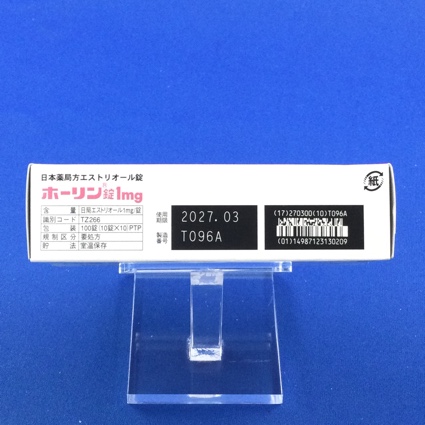 日本薬局方エストリオール錠
ホーリン®錠1mg
含量 日局エストリオール1mg/錠
識別コード TZ266
包装 100錠(10錠×10)PTP
規制区分 要処方
貯法 室温保存
使用期限 2027.03
製造番号 T096A
(17)270300(10)T096A
(01)14987123130209
紙